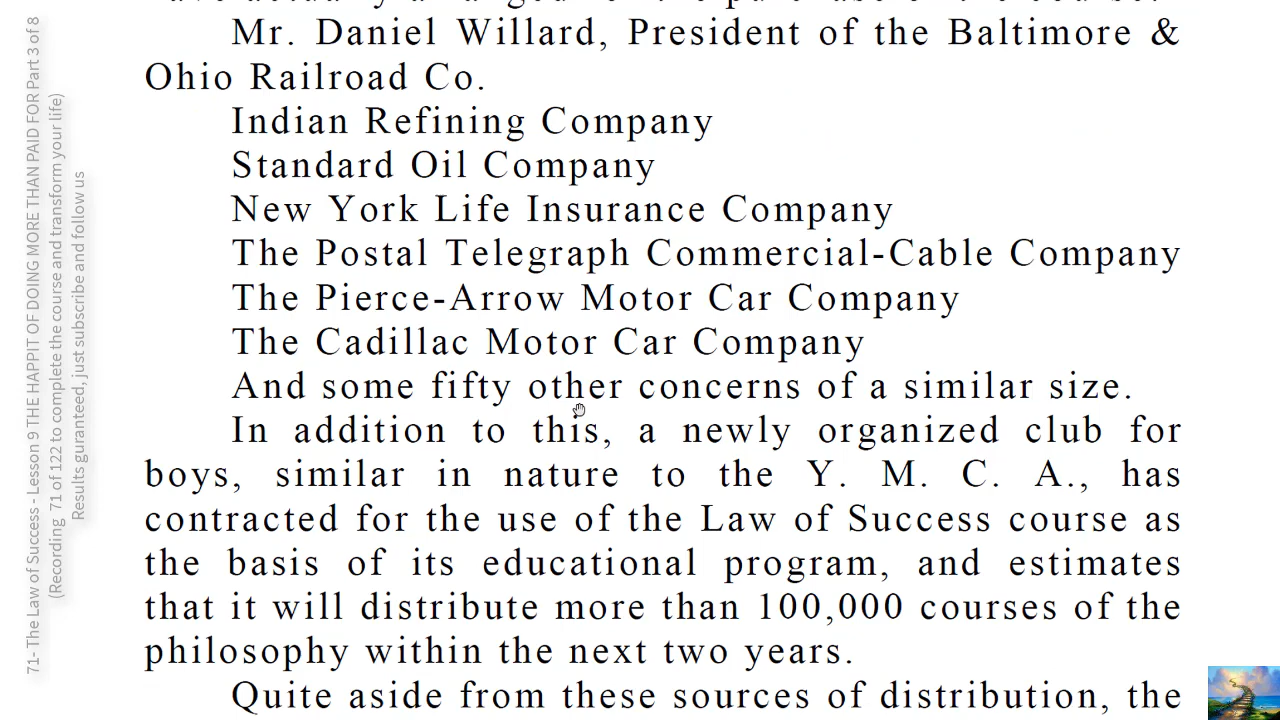 Mr. Daniel Willard, President of the Baltimore &
Ohio Railroad Co.
Indian Refining Company
Standard Oil Company
New York Life Insurance Company
The Postal Telegraph Commercial-Cable Company
The Pierce-Arrow Motor Car Company
The Cadillac Motor Car Company
And some fifty other concerns of a similar size.
In addition to this, a newly organized club for
boys, similar in nature to the Y. M. C. A., has
contracted for the use of the Law of Success course as
the basis of its educational program, and estimates
that it will distribute more than 100,000 courses of the
philosophy within the next two years.
Quite aside from these sources of distribution, the
71- The Law of Success - Lesson 9 THE HAPPIT OF DOING MORE THAN PAID FOR Part 3 of 8
(Recording 71 of 122 to complete the course and transform your life)
Results guranteed, just subscribe and follow us